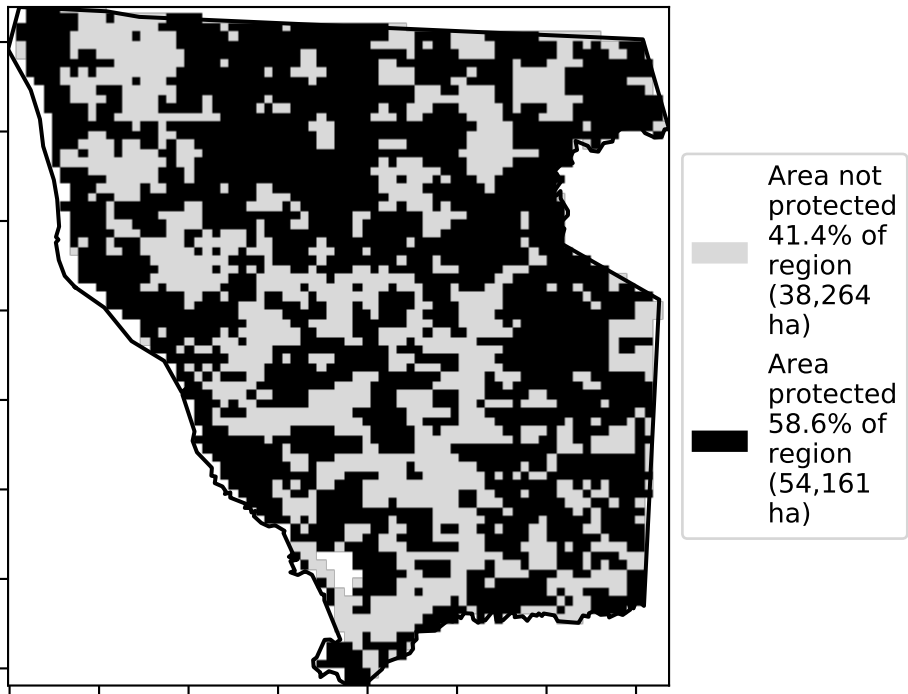 Area not
protected
41.4% of
region
(38,264
ha)
Area
protected
58.6% of
region
(54,161
ha)